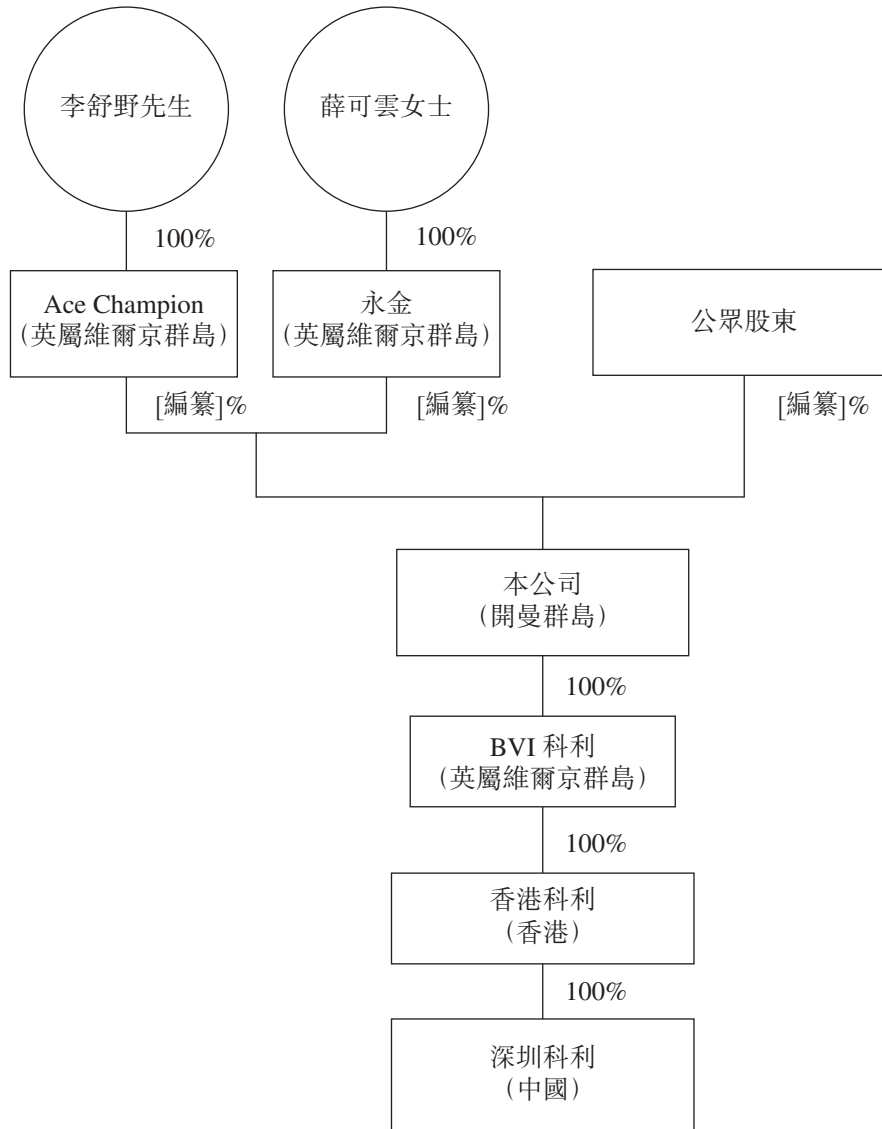 李舒野先生
薛可雲女士
100%
100%
Ace Champion
(英屬維爾京群島)
永金
(英屬維爾京群島)
公眾股東
[編纂]%
[編纂]%
[編纂]%
本公司
(開曼群島)
100%
BVI 科利
(英屬維爾京群島)
100%
香港科利
(香港)
100%
深圳科利
(中國)